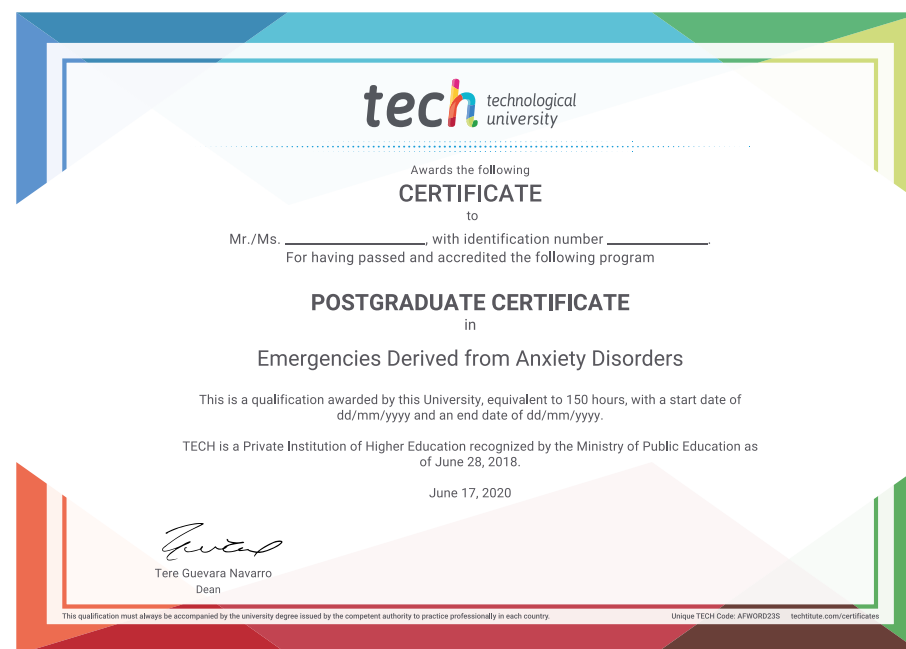 tech technological
university
Awards the following
CERTIFICATE
to
Mr./Ms. ____________________, with identification number ______________.
For having passed and accredited the following program
POSTGRADUATE CERTIFICATE
in
Emergencies Derived from Anxiety Disorders
This is a qualification awarded by this University, equivalent to 150 hours, with a start date of
dd/mm/yyyy and an end date of dd/mm/yyyy.
TECH is a Private Institution of Higher Education recognized by the Ministry of Public Education as
of June 28, 2018.
June 17, 2020
Tere Guevara Navarro
Dean
This qualification must always be accompanied by the university degree issued by the competent authority to practice professionally in each country. Unique TECH Code: AFWORD23S techtitute.com/certificates